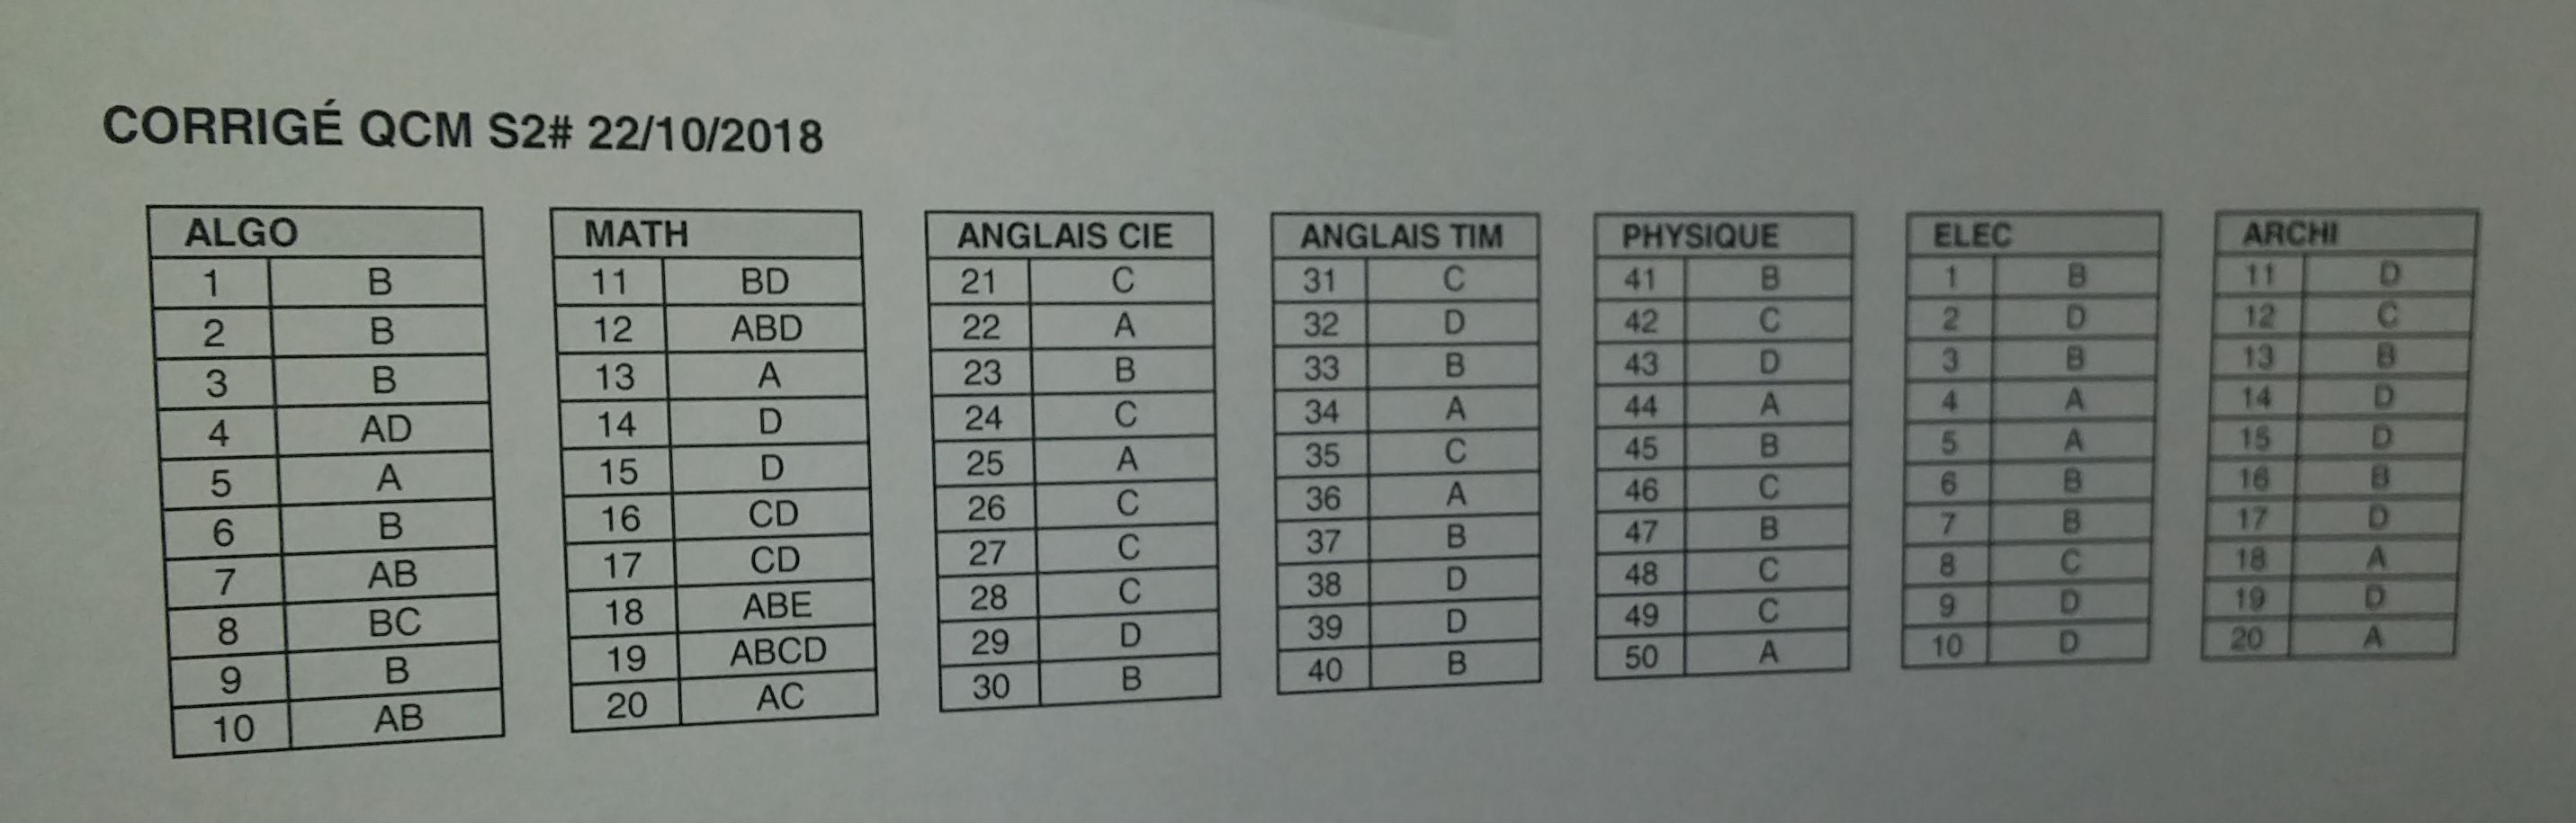 CORRIGÉ QCM S2# 22/10/2018
ALGO
1 B
2 B
3 B
4 AD
5 A
6 B
7 AB
8 BC
9 B
10 AB
MATH
11 BD
12 ABD
13 A
14 D
15 D
16 CD
17 CD
18 ABE
19 ABCD
20 AC
ANGLAIS CIE
21 C
22 A
23 B
24 C
25 A
26 C
27 C
28 C
29 D
30 B
ANGLAIS TIM
31 C
32 D
33 B
34 A
35 C
36 A
37 B
38 D
39 D
40 B
PHYSIQUE
41 B
42 C
43 D
44 A
45 B
46 C
47 B
48 C
49 C
50 A
ELEC
1 B
2 D
3 B
4 A
5 A
6 B
7 B
8 C
9 D
10 D
ARCHI
11 D
12 C
13 B
14 D
15 D
16 B
17 D
18 A
19 D
20 A